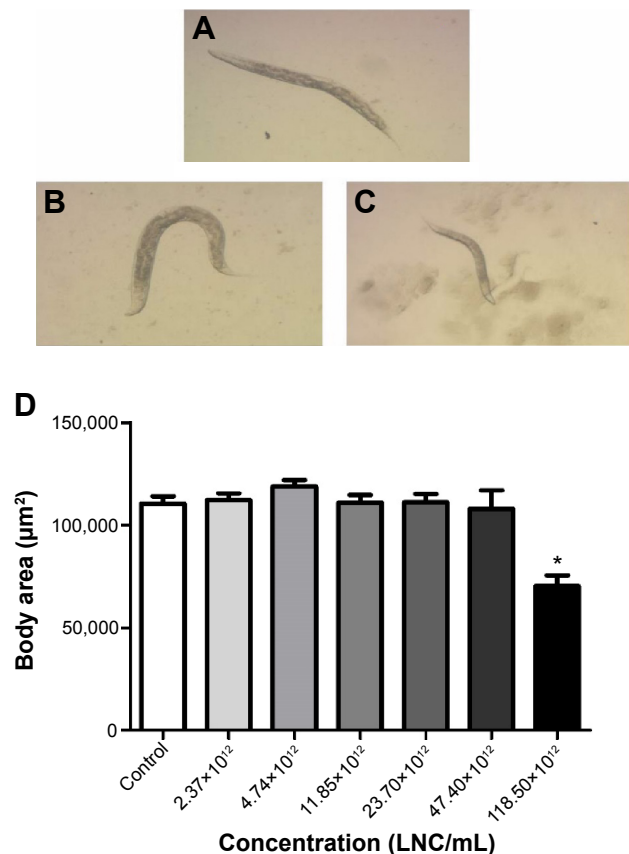 A
B
C
D
150,000
100,000
50,000
0
Body area (µm²)
*
Control
2.37×10¹²
4.74×10¹²
11.85×10¹²
23.70×10¹²
47.40×10¹²
118.50×10¹²
Concentration (LNC/mL)